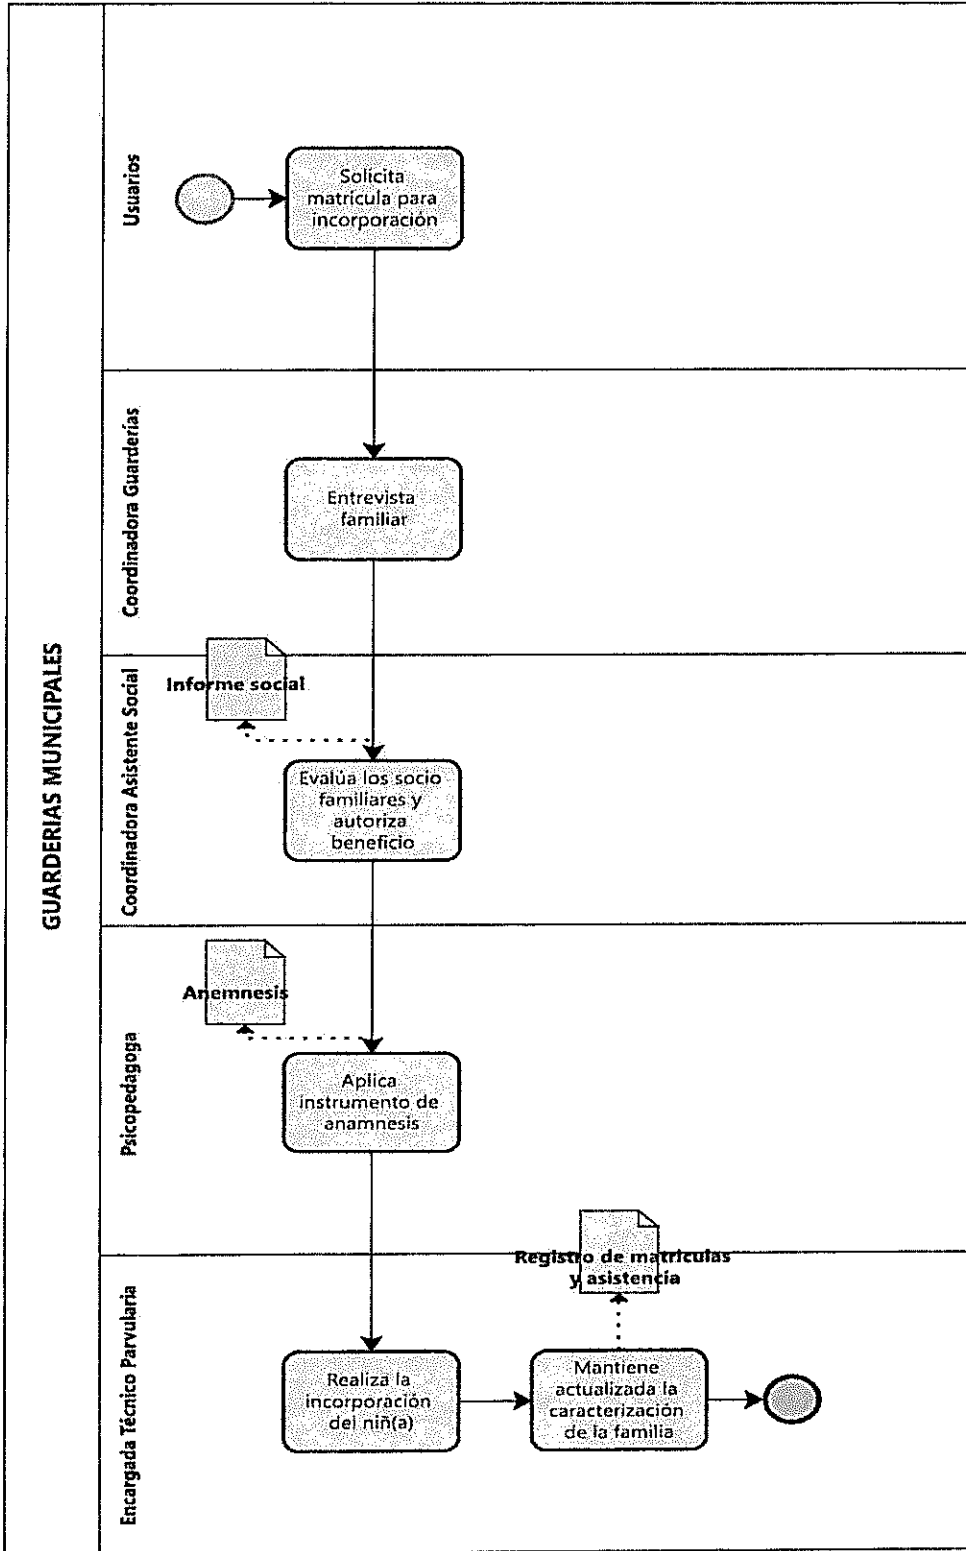 GUARDERIAS MUNICIPALES
Usuarios
Solicita
matrícula para
incorporación
Coordinadora Guarderías
Entrevista
familiar
Coordinadora Asistente Social
Informe social
Evalúa los socio
familiares y
autoriza
beneficio
Psicopedagoga
Anemnesis
Aplica
instrumento de
anamnesis
Encargada Técnico Parvularia
Registro de matriculas
y asistencia
Realiza la
incorporación
del niñ(a)
Mantiene
actualizada la
caracterización
de la familia